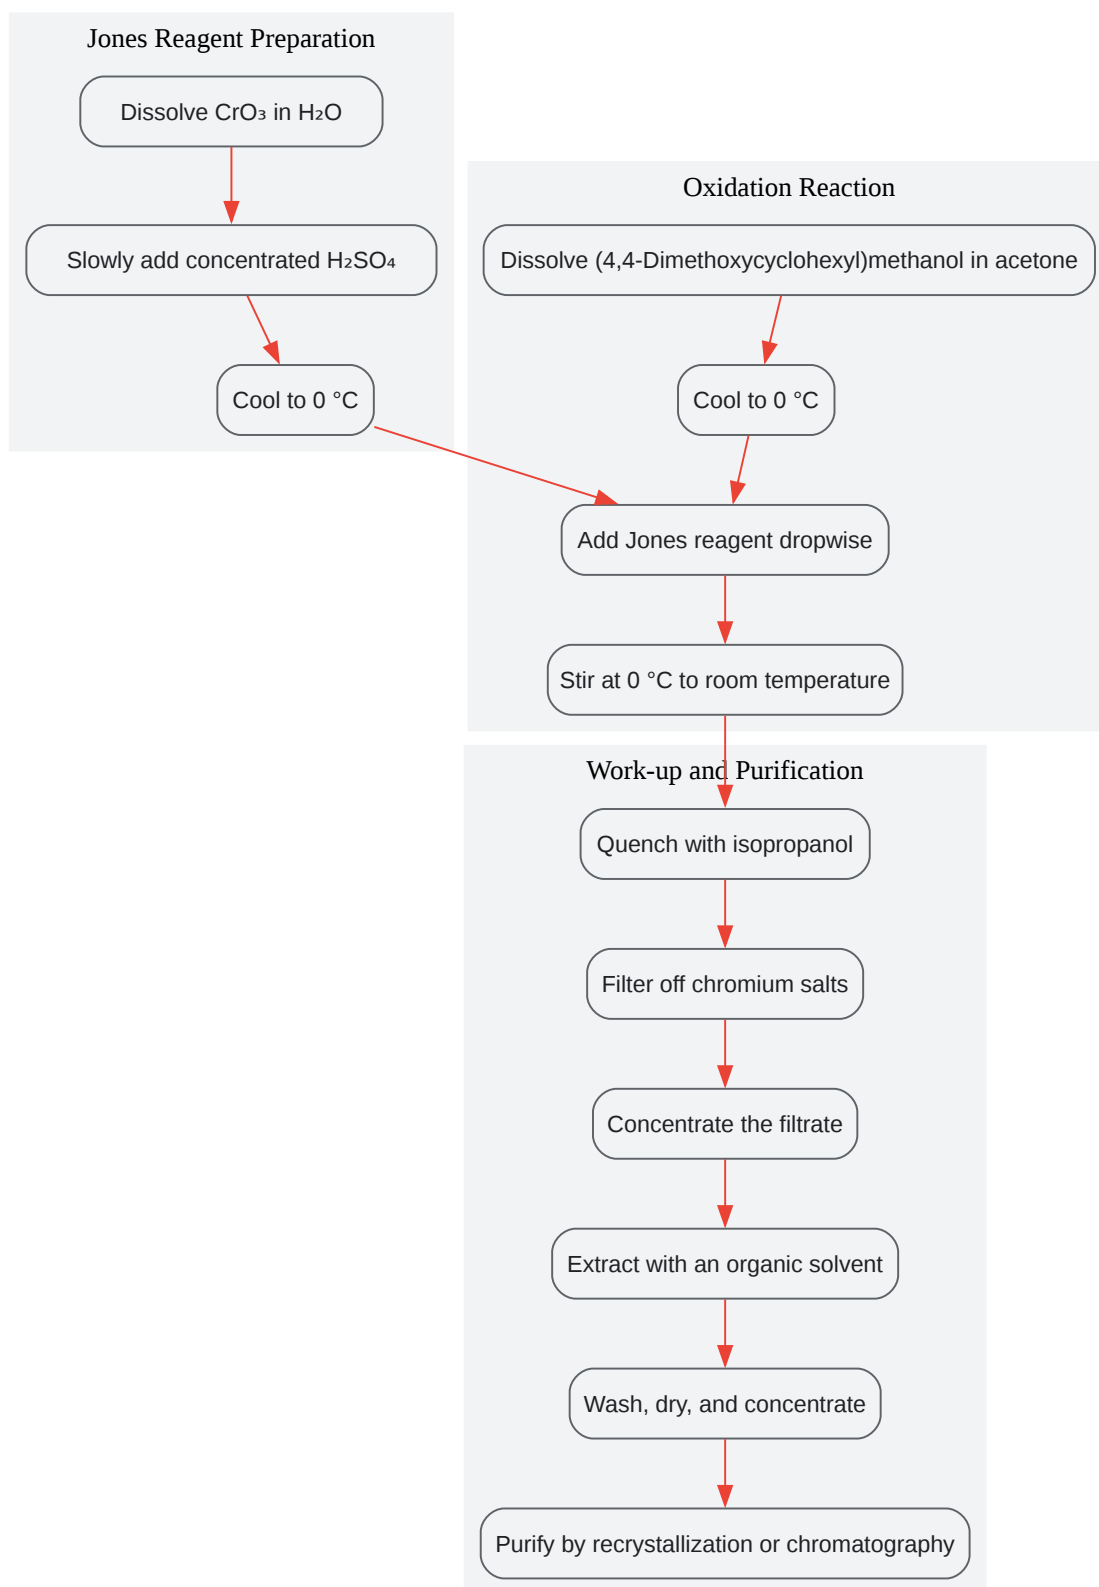 Jones Reagent Preparation
Dissolve CrO₃ in H₂O
Slowly add concentrated H₂SO₄
Cool to 0 °C
Oxidation Reaction
Dissolve (4,4-Dimethoxycyclohexyl)methanol in acetone
Cool to 0 °C
Add Jones reagent dropwise
Stir at 0 °C to room temperature
Work-up and Purification
Quench with isopropanol
Filter off chromium salts
Concentrate the filtrate
Extract with an organic solvent
Wash, dry, and concentrate
Purify by recrystallization or chromatography